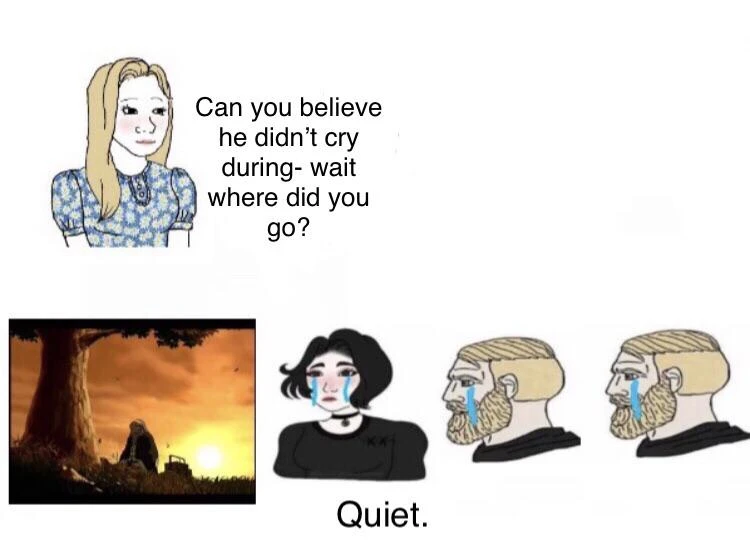 Can you believe
he didn’t cry
during- wait
where did you
go?
Quiet.